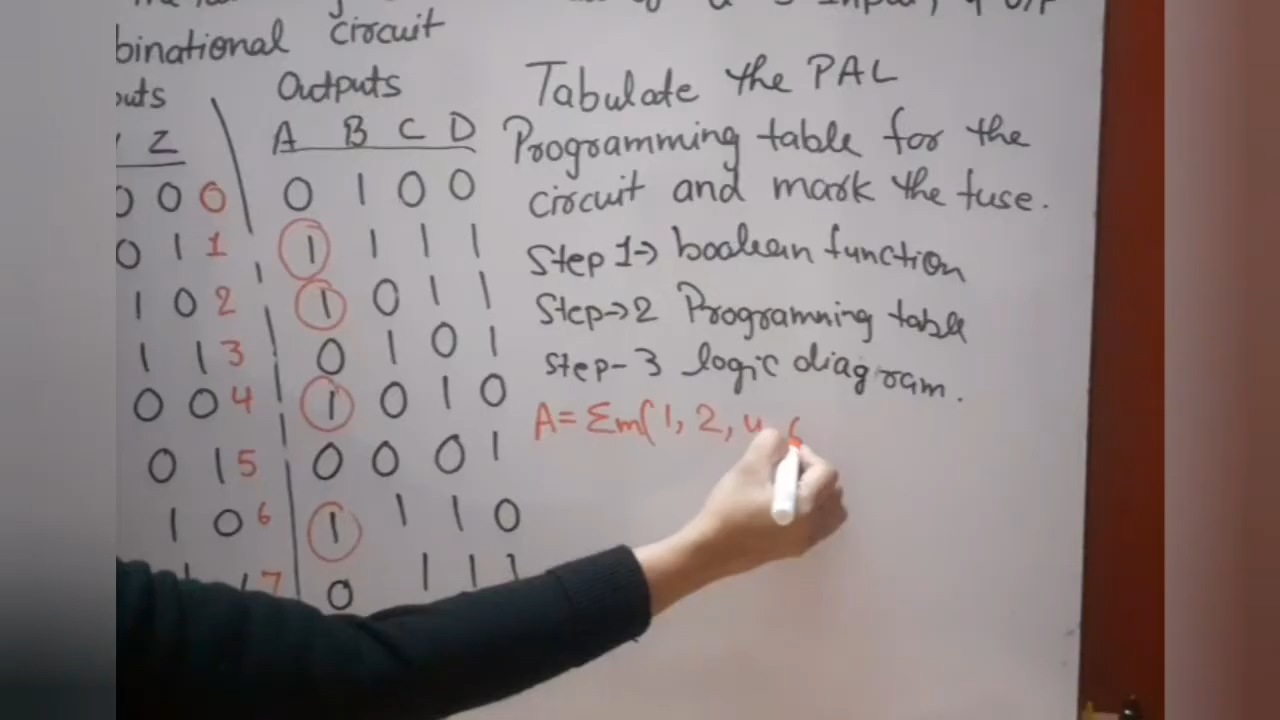 binational circuit
puts Outputs Tabulate the PAL
Z A B C D Programming table for the
0 0 0 0 1 0 0 circuit and mark the fuse.
0 1 1 1 1 1 1 Step 1→ boolean function
1 0 2 1 0 1 1 Step→2 Programming table
1 1 3 0 1 0 1 Step-3 logic diagram.
0 0 4 1 0 1 0 A= Σm(1, 2, 4, 6
0 1 5 0 0 0 1
1 0 6 1 1 1 0
7 0 1 1 1